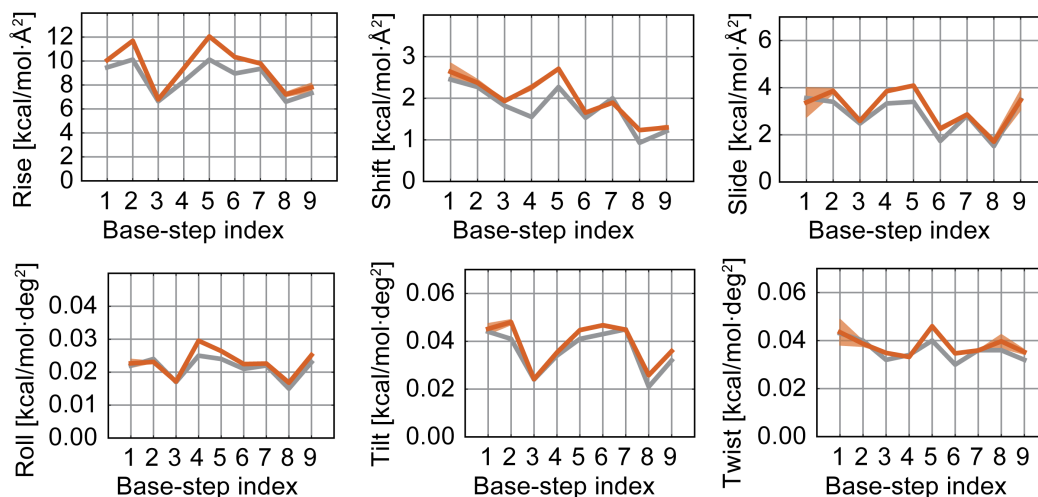 Rise [kcal/mol·Å²]
12
10
8
6
4
2
0
1 2 3 4 5 6 7 8 9
Base-step index
Shift [kcal/mol·Å²]
3
2
1
0
1 2 3 4 5 6 7 8 9
Base-step index
Slide [kcal/mol·Å²]
6
4
2
0
1 2 3 4 5 6 7 8 9
Base-step index
Roll [kcal/mol·deg²]
0.04
0.03
0.02
0.01
0.00
1 2 3 4 5 6 7 8 9
Base-step index
Tilt [kcal/mol·deg²]
0.06
0.04
0.02
0.00
1 2 3 4 5 6 7 8 9
Base-step index
Twist [kcal/mol·deg²]
0.06
0.04
0.02
0.00
1 2 3 4 5 6 7 8 9
Base-step index